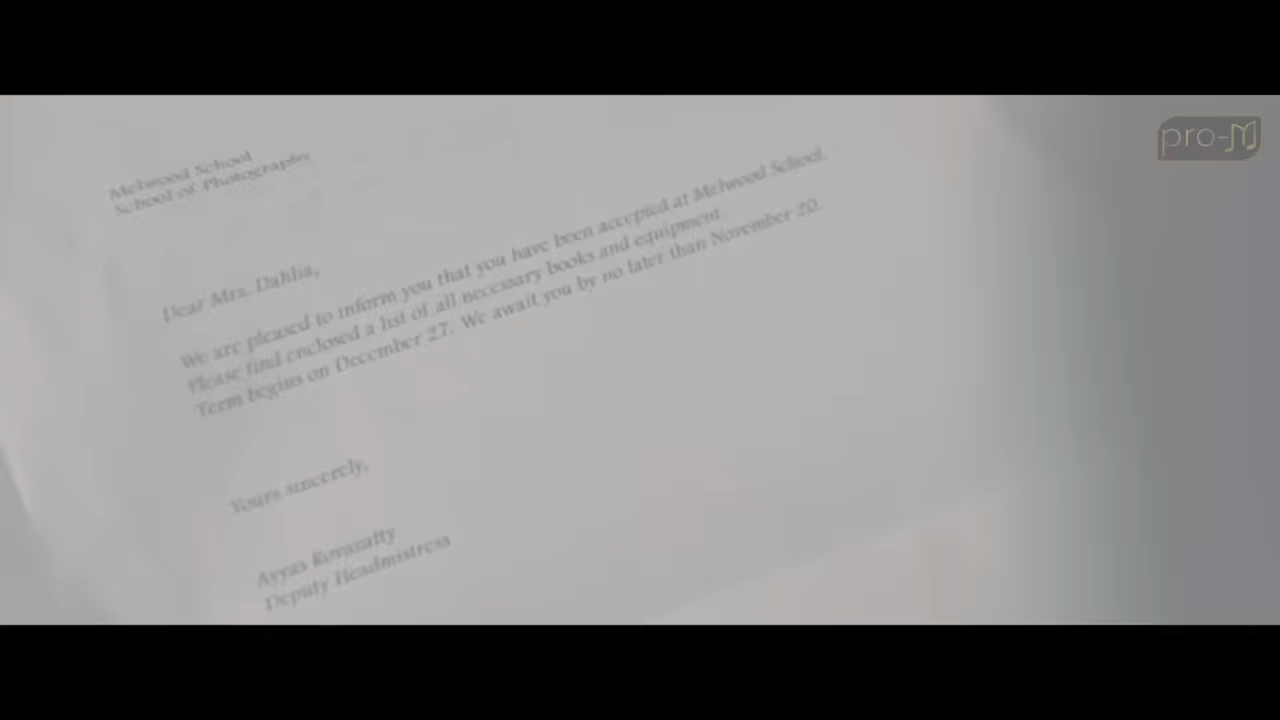 pro-M
Melwood School
School of Photography
Dear Mrs. Dahlia,
We are pleased to inform you that you have been accepted at Melwood School.
Please find enclosed a list of all necessary books and equipment.
Term begins on December 27. We await you by no later than November 20.
Yours sincerely,
Ayyas Rovazatty
Deputy Headmistress